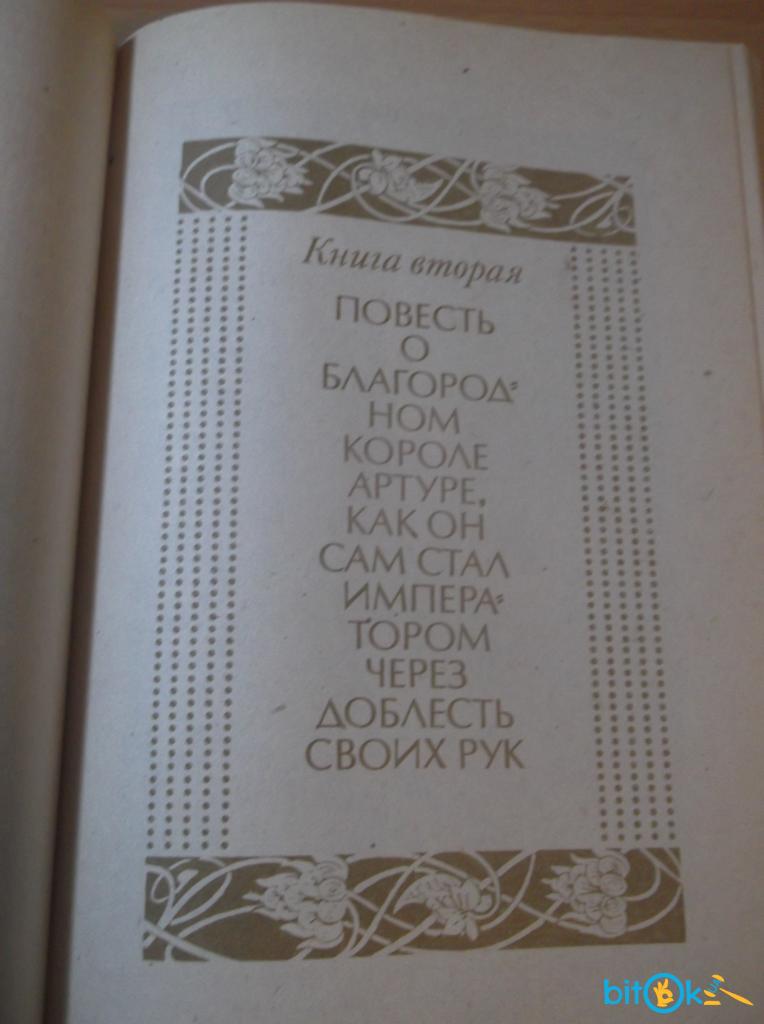 Книга вторая
ПОВЕСТЬ
О
БЛАГОРОД-
НОМ
КОРОЛЕ
АРТУРЕ,
КАК ОН
САМ СТАЛ
ИМПЕРА-
ТОРОМ
ЧЕРЕЗ
ДОБЛЕСТЬ
СВОИХ РУК
bitOk